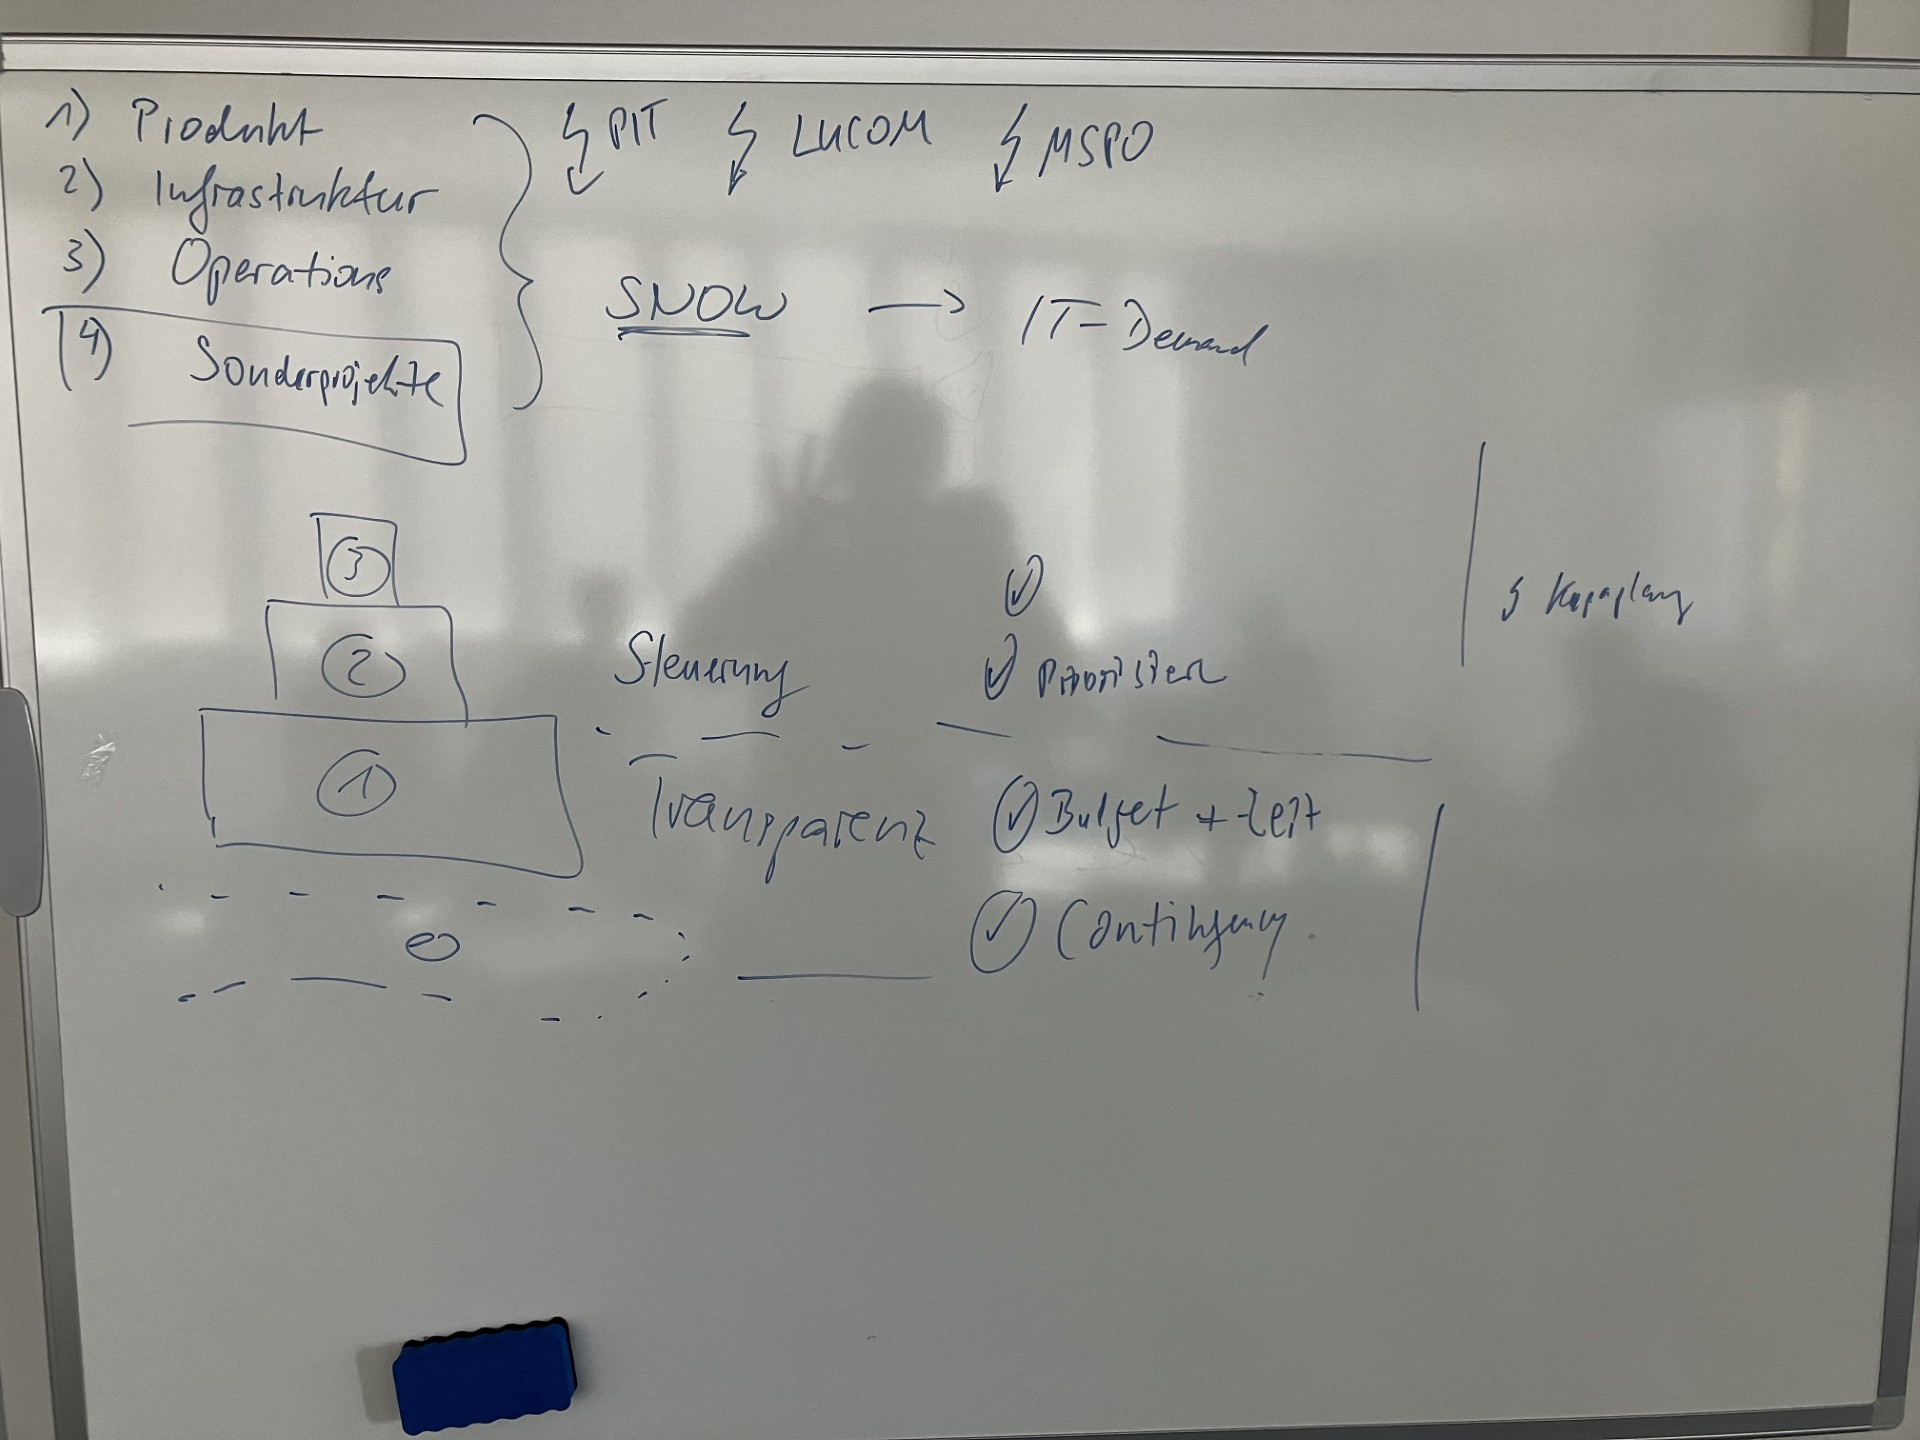 1) Produkt
2) Infrastruktur
3) Operations
(4) Sonderprojekte
PIT LUCOM MSPO
SNOW → IT-Demand
3
2
1
Steuerung
Priorisieren
Transparenz
Budget + Zeit
Contingency
Kapaplanung